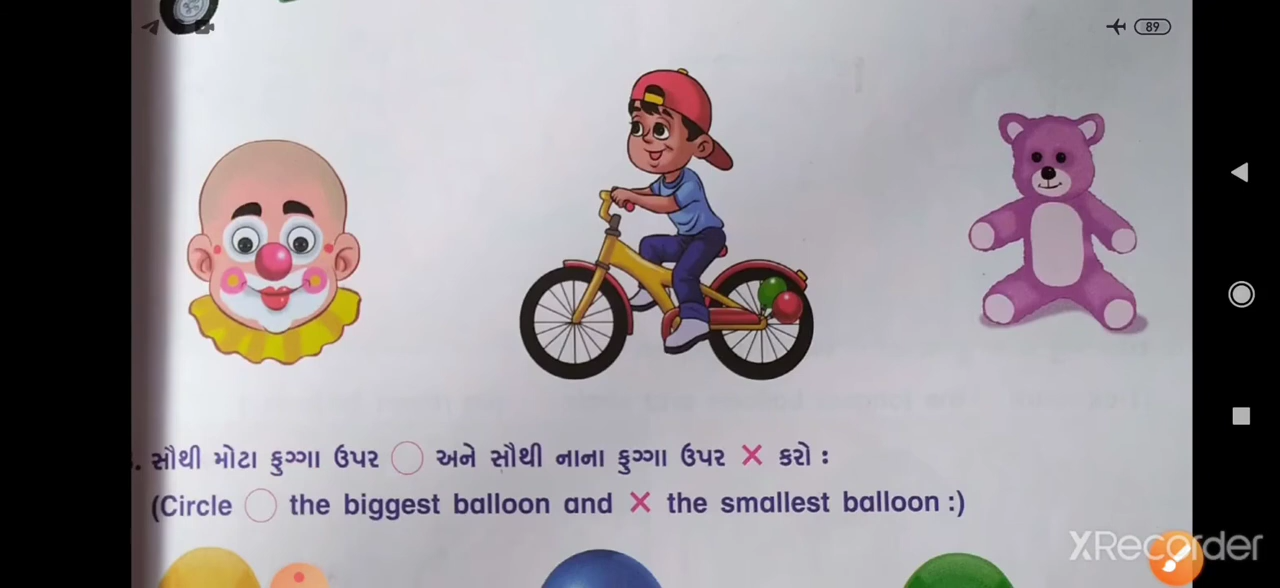 89
સૌથી મોટા ફુગ્ગા ઉપર ○ અને સૌથી નાના ફુગ્ગા ઉપર × કરો :
(Circle ○ the biggest balloon and × the smallest balloon :)
XRecorder